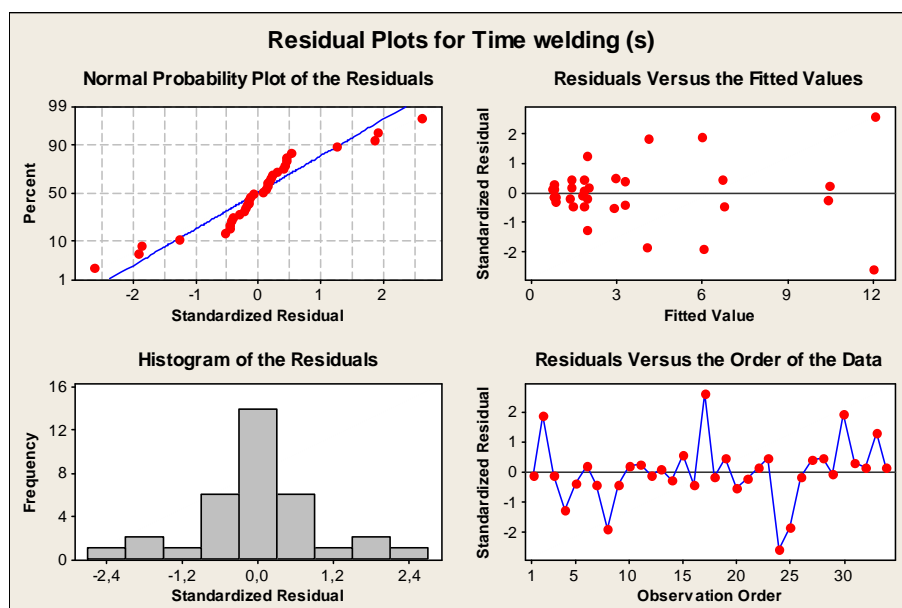 Residual Plots for Time welding (s)
Normal Probability Plot of the Residuals
Percent
99
90
50
10
1
-2 -1 0 1 2
Standardized Residual
Residuals Versus the Fitted Values
Standardized Residual
2
1
0
-1
-2
0 3 6 9 12
Fitted Value
Histogram of the Residuals
Frequency
16
12
8
4
0
-2,4 -1,2 0,0 1,2 2,4
Standardized Residual
Residuals Versus the Order of the Data
Standardized Residual
2
1
0
-1
-2
1 5 10 15 20 25 30
Observation Order